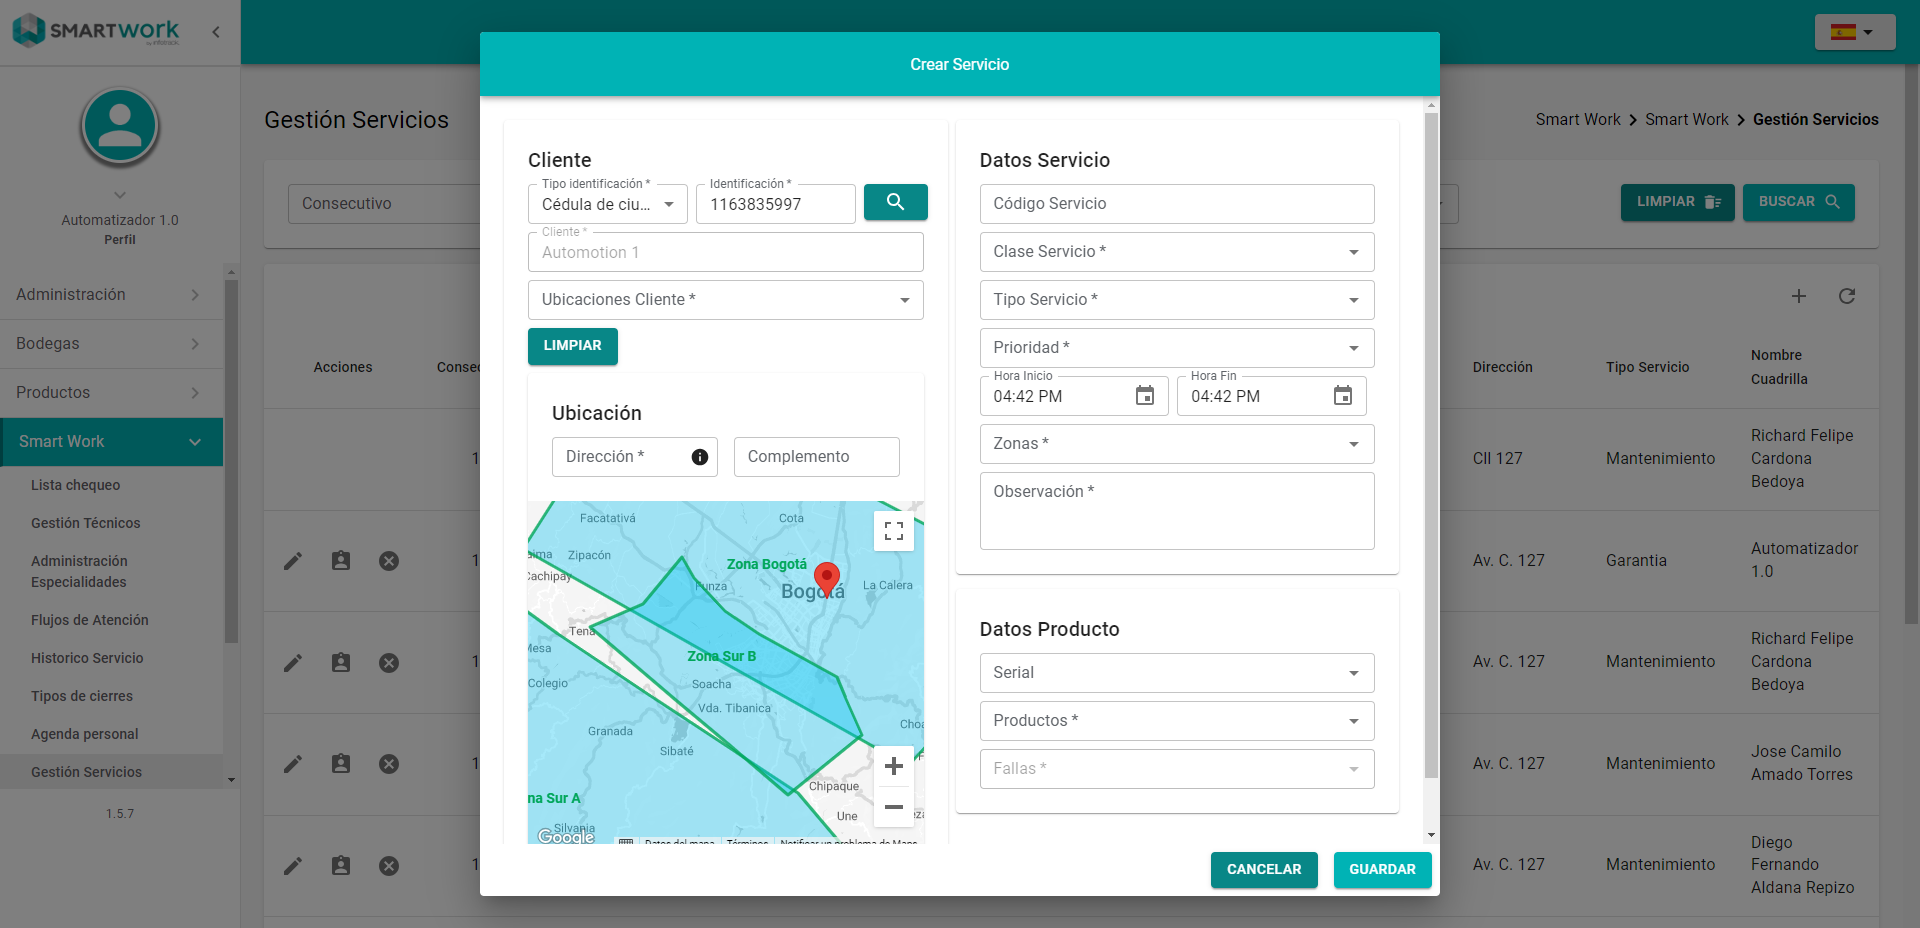 SMARTWORK
by infotrack
Automatizador 1.0
Perfil
Administración
Bodegas
Productos
Smart Work
Lista chequeo
Gestión Técnicos
Administración
Especialidades
Flujos de Atención
Historico Servicio
Tipos de cierres
Agenda personal
Gestión Servicios
1.5.7
Gestión Servicios
Smart Work > Smart Work > Gestión Servicios
Consecutivo
LIMPIAR
BUSCAR
Acciones
Dirección
Tipo Servicio
Nombre
Cuadrilla
Cll 127
Mantenimiento
Richard Felipe
Cardona
Bedoya
Av. C. 127
Garantia
Automatizador
1.0
Av. C. 127
Mantenimiento
Richard Felipe
Cardona
Bedoya
Av. C. 127
Mantenimiento
Jose Camilo
Amado Torres
Av. C. 127
Mantenimiento
Diego
Fernando
Aldana Repizo
Crear Servicio
Cliente
Tipo identificación *
Cédula de ciu...
Identificación *
1163835997
Cliente *
Automotion 1
Ubicaciones Cliente *
LIMPIAR
Ubicación
Dirección *
Complemento
Facatativá
Cota
Zipacón
Cachipay
Zona Bogotá
Funza
Bogotá
La Calera
Tena
Mesa
Zona Sur B
Colegio
Soacha
Vda. Tibanica
Granada
Sibaté
Chipaque
na Sur A
Une
Silvania
Google
Datos del mapa
Términos
Notificar un problema de Maps
Datos Servicio
Código Servicio
Clase Servicio *
Tipo Servicio *
Prioridad *
Hora Inicio
04:42 PM
Hora Fin
04:42 PM
Zonas *
Observación *
Datos Producto
Serial
Productos *
Fallas *
CANCELAR
GUARDAR